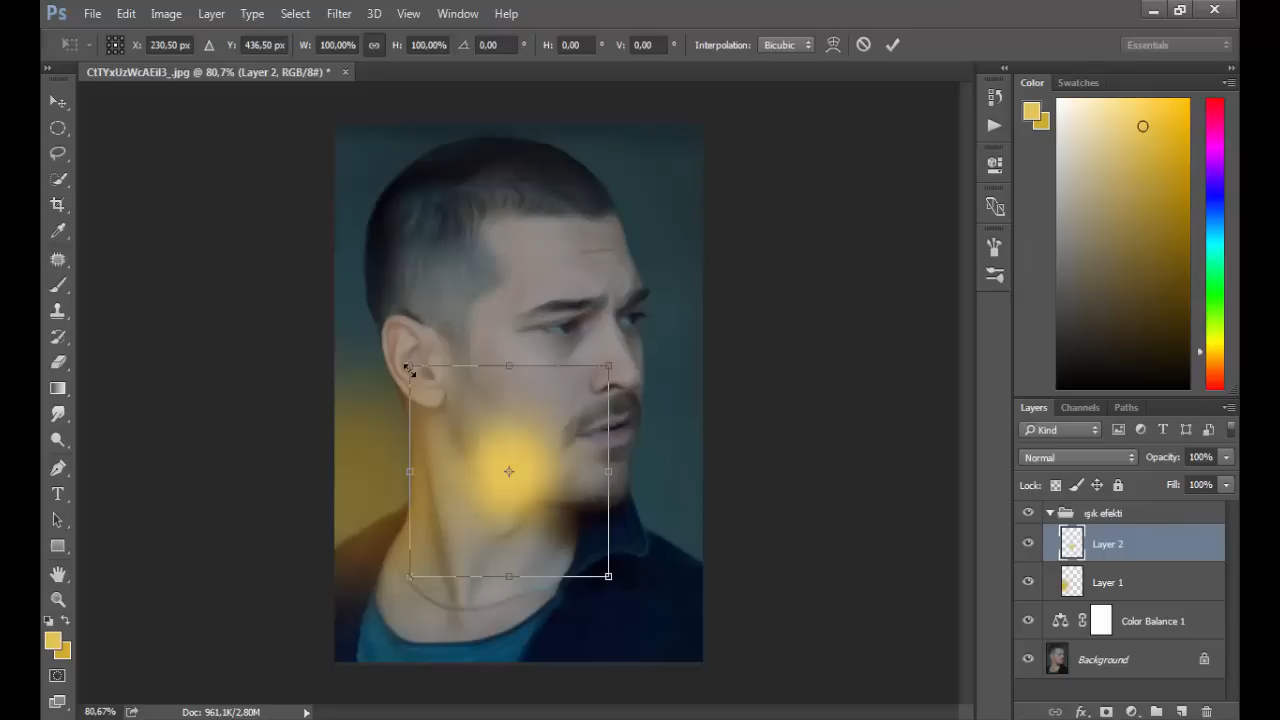 Ps File Edit Image Layer Type Select Filter 3D View Window Help
X: 230,50 px Y: 436,50 px W: 100,00% H: 100,00% 0,00 ° H: 0,00 ° V: 0,00 ° Interpolation: Bicubic Essentials
CtTYxUzWcAEiI3_.jpg @ 80,7% (Layer 2, RGB/8#) * ×
Color Swatches
Layers Channels Paths
Kind
Normal Opacity: 100%
Lock: Fill: 100%
ışık efekti
Layer 2
Layer 1
Color Balance 1
Background
80,67% Doc: 961,1K/2,80M